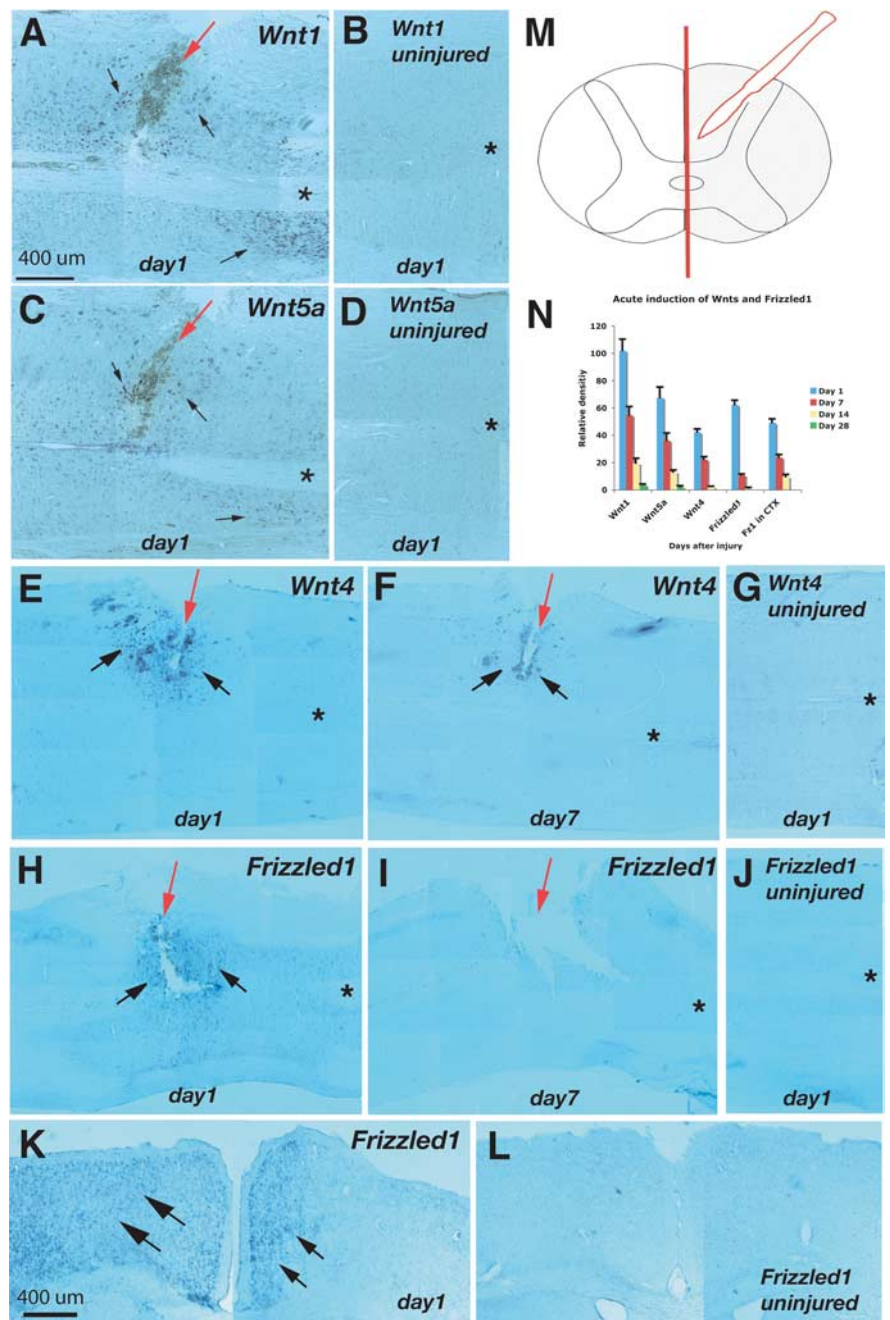 A
Wnt1
*
400 um
day1
B
Wnt1
uninjured
*
day1
C
Wnt5a
*
day1
D
Wnt5a
uninjured
*
day1
M
N
Acute induction of Wnts and Frizzled1
Relative densitiy
120
100
80
60
40
20
0
Wnt1
Wnt5a
Wnt4
Frizzled1
Fz1 in CTX
Days after injury
Day 1
Day 7
Day 14
Day 28
E
Wnt4
*
day1
F
Wnt4
*
day7
G
Wnt4
uninjured
*
day1
H
Frizzled1
*
day1
I
Frizzled1
*
day7
J
Frizzled1
uninjured
*
day1
K
Frizzled1
400 um
day1
L
Frizzled1
uninjured